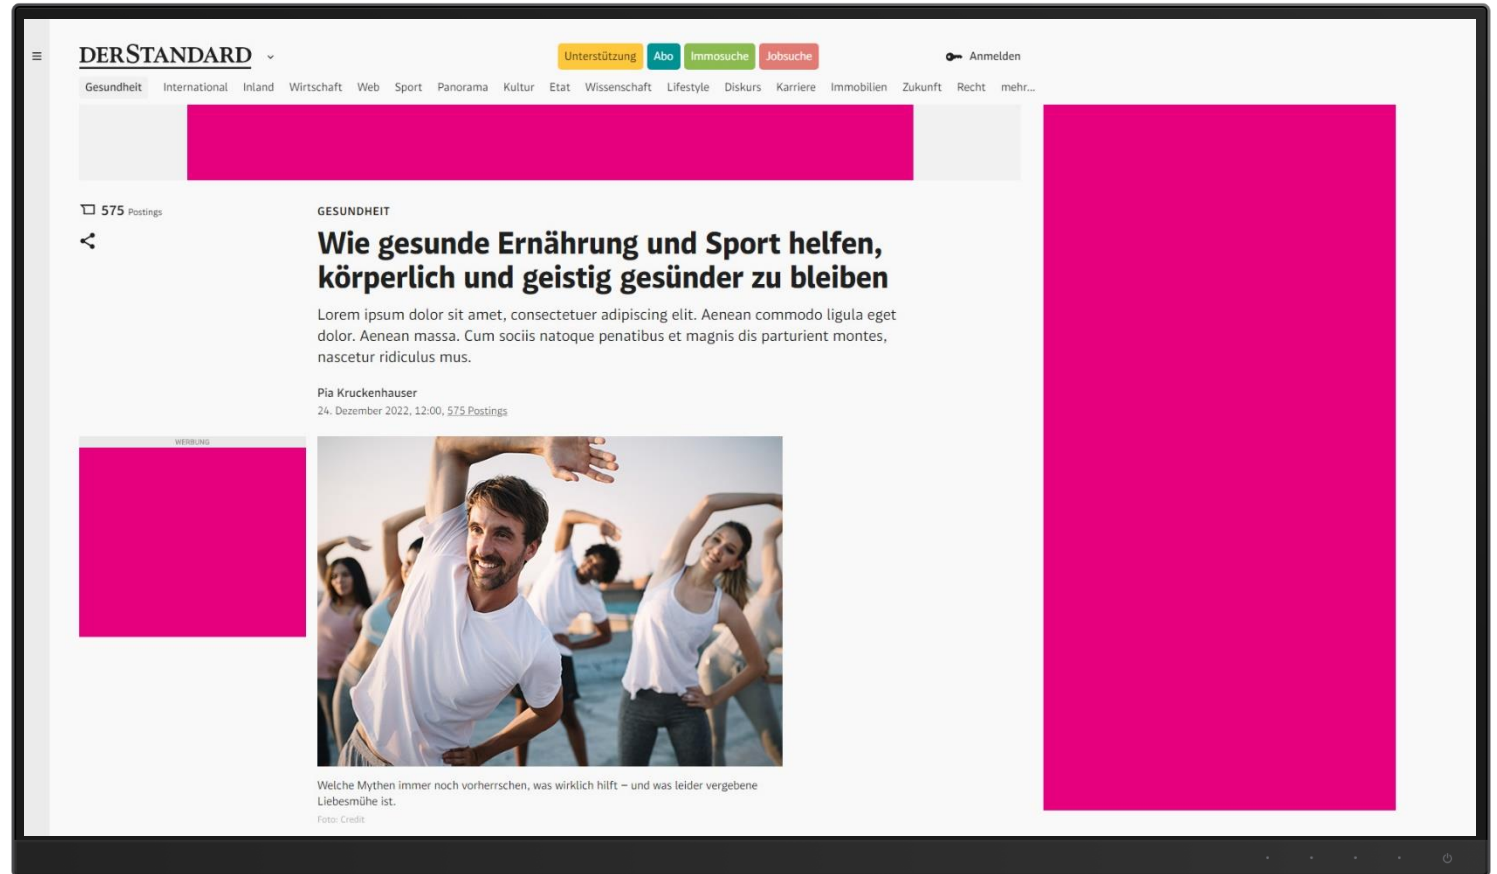 DERSTANDARD
Unterstützung Abo Immosuche Jobsuche
Anmelden
Gesundheit International Inland Wirtschaft Web Sport Panorama Kultur Etat Wissenschaft Lifestyle Diskurs Karriere Immobilien Zukunft Recht mehr...
575 Postings
GESUNDHEIT
Wie gesunde Ernährung und Sport helfen,
körperlich und geistig gesünder zu bleiben
Lorem ipsum dolor sit amet, consectetuer adipiscing elit. Aenean commodo ligula eget
dolor. Aenean massa. Cum sociis natoque penatibus et magnis dis parturient montes,
nascetur ridiculus mus.
Pia Kruckenhauser
24. Dezember 2022, 12:00, 575 Postings
WERBUNG
Welche Mythen immer noch vorherrschen, was wirklich hilft – und was leider vergebene
Liebesmühe ist.
Foto: Credit